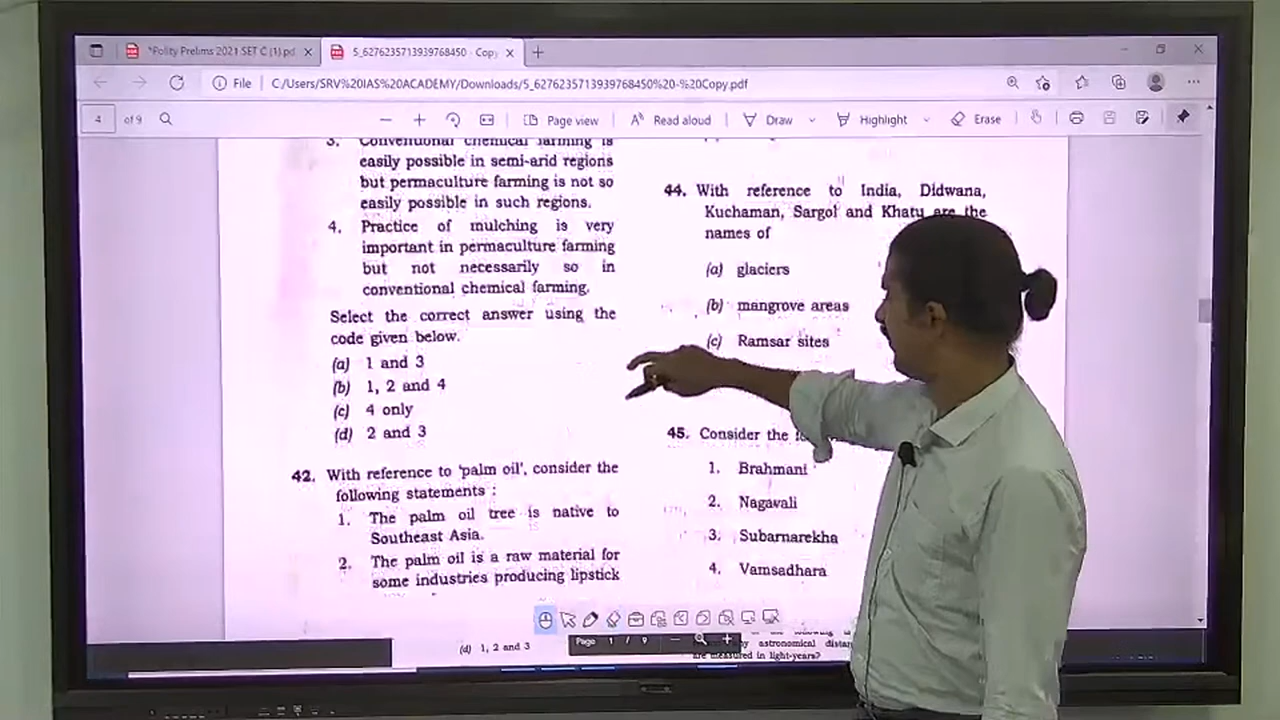 *Polity Prelims 2021 SET C (1).pd
5_6276235713939768450 - Copy
File
C:/Users/SRV%20IAS%20ACADEMY/Downloads/5_6276235713939768450%20-%20Copy.pdf
4
of 9
Page view
Read aloud
Draw
Highlight
Erase
3. Conventional chemical farming is
easily possible in semi-arid regions
but permaculture farming is not so
easily possible in such regions.
4. Practice of mulching is very
important in permaculture farming
but not necessarily so in
conventional chemical farming.
Select the correct answer using the
code given below.
(a) 1 and 3
(b) 1, 2 and 4
(c) 4 only
(d) 2 and 3
42. With reference to 'palm oil', consider the
following statements :
1. The palm oil tree is native to
Southeast Asia.
2. The palm oil is a raw material for
some industries producing lipstick
44. With reference to India, Didwana,
Kuchaman, Sargol and Khatu are the
names of
(a) glaciers
(b) mangrove areas
(c) Ramsar sites
45. Consider the
1. Brahmani
2. Nagavali
3. Subarnarekha
4. Vamsadhara
Page 1 / 9
(d) 1, 2 and 3
astronomical
are measured in light-years?